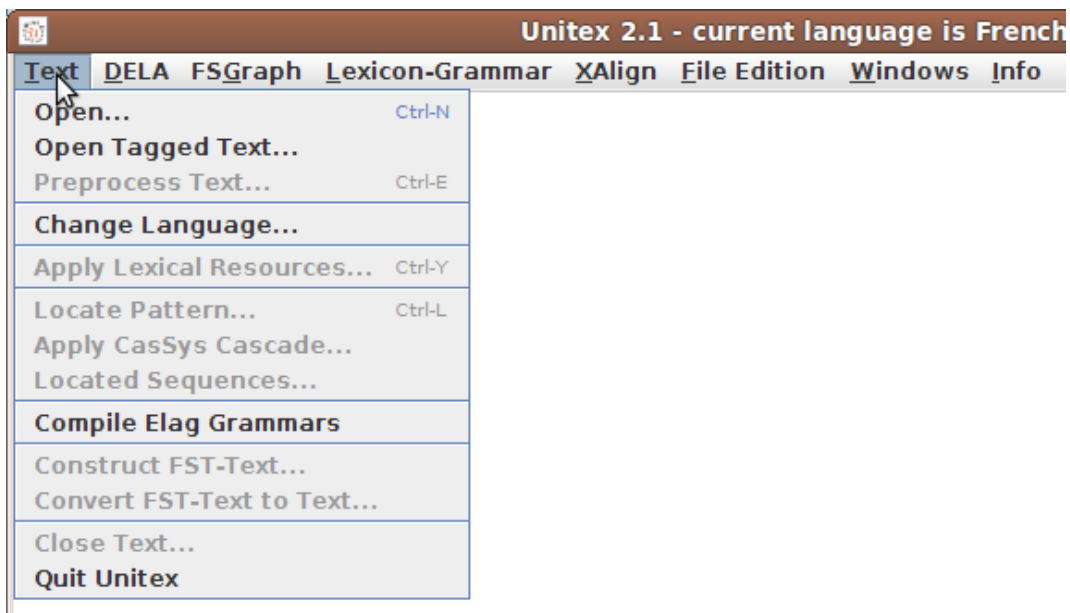 Unitex 2.1 - current language is French
Text DELA FSGraph Lexicon-Grammar XAlign File Edition Windows Info
Open... Ctrl-N
Open Tagged Text...
Preprocess Text... Ctrl-E
Change Language...
Apply Lexical Resources... Ctrl-Y
Locate Pattern... Ctrl-L
Apply CasSys Cascade...
Located Sequences...
Compile Elag Grammars
Construct FST-Text...
Convert FST-Text to Text...
Close Text...
Quit Unitex